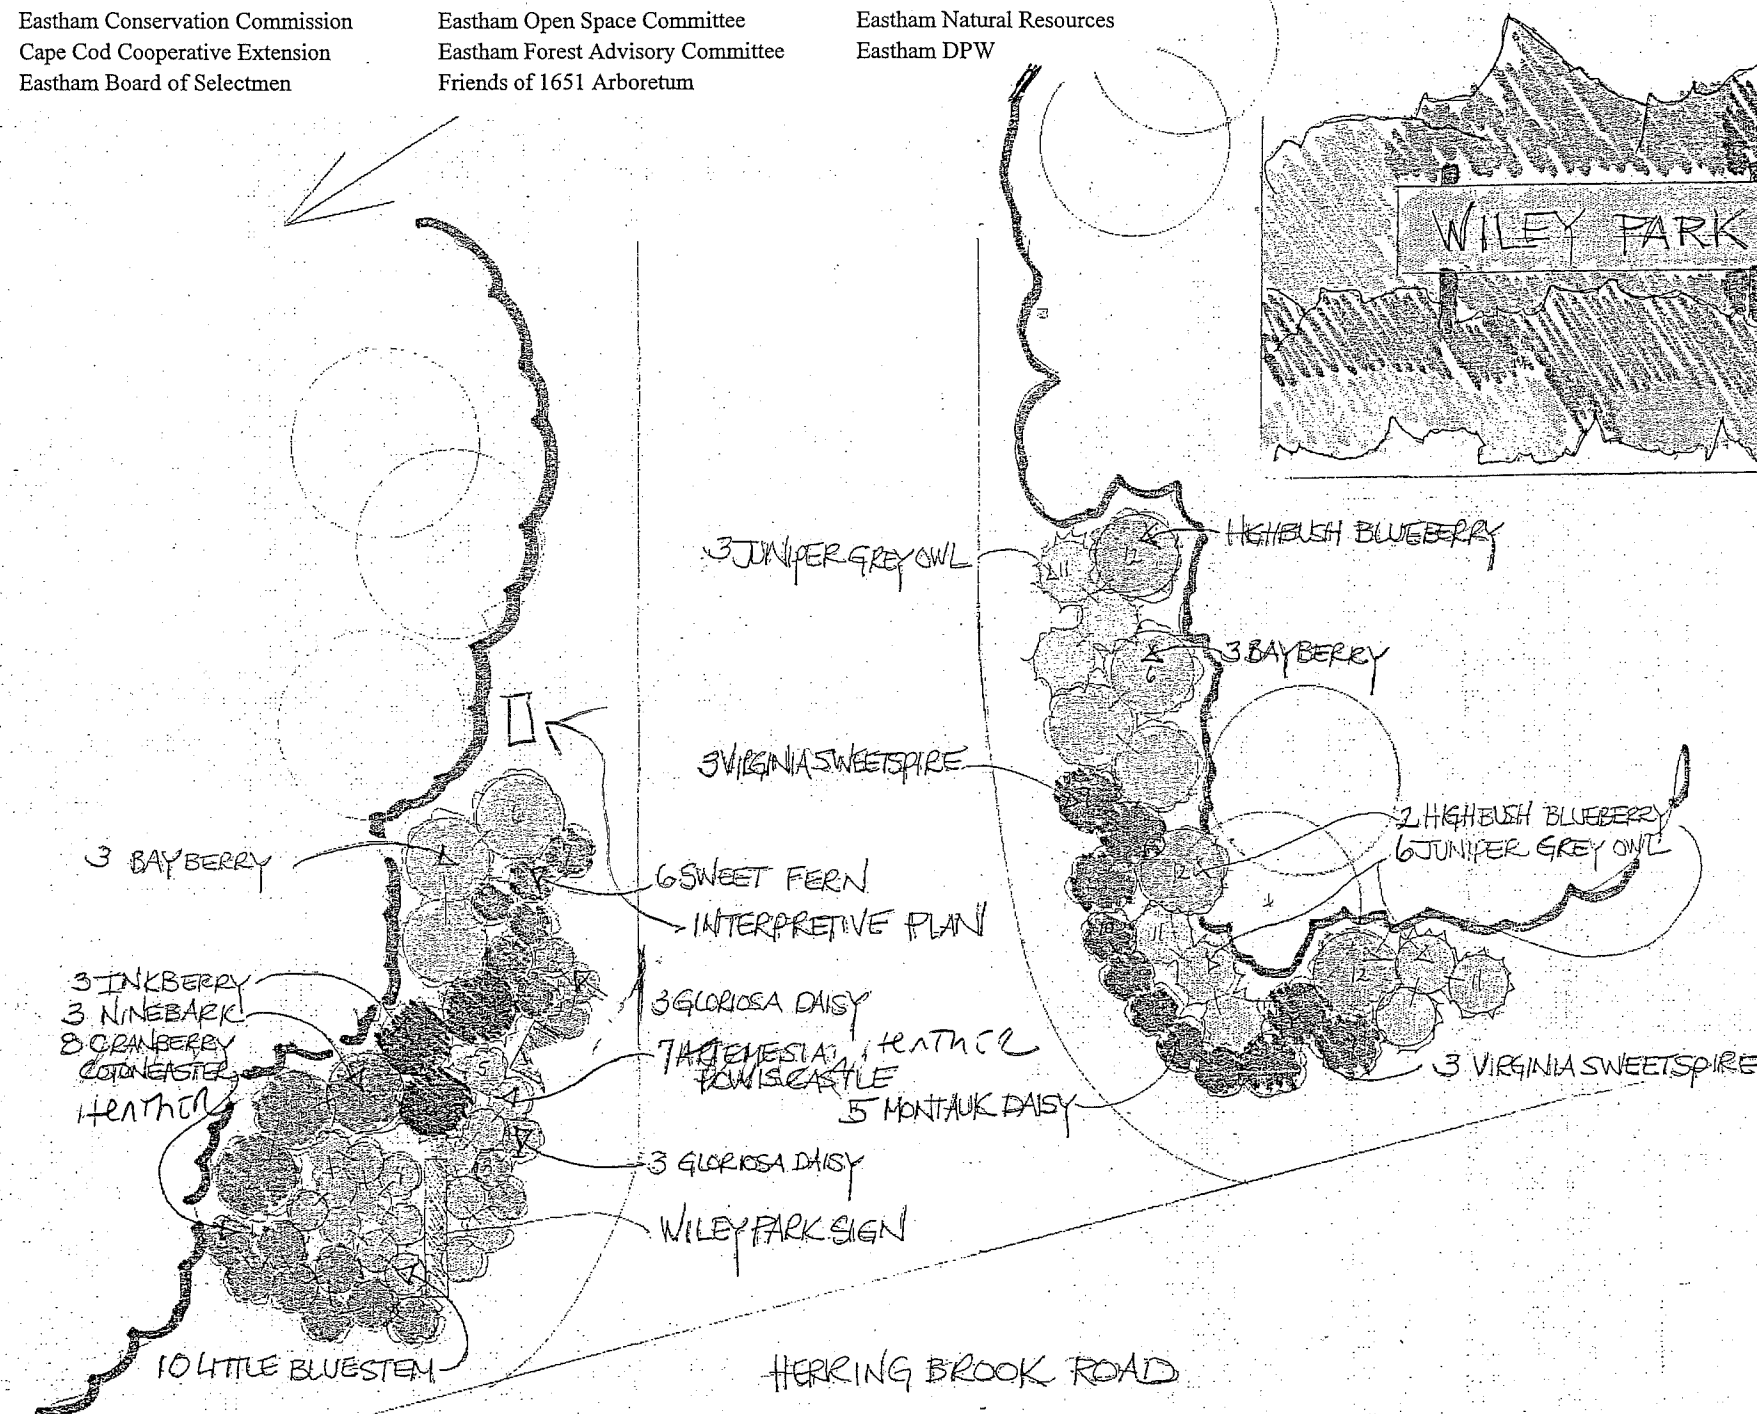 Eastham Conservation Commission
Cape Cod Cooperative Extension
Eastham Board of Selectmen
Eastham Open Space Committee
Eastham Forest Advisory Committee
Friends of 1651 Arboretum
Eastham Natural Resources
Eastham DPW
WILEY PARK
3 JUNIPER GREY OWL
1 HIGHBUSH BLUEBERRY
3 BAYBERRY
3 VIRGINIA SWEETSPIRE
2 HIGHBUSH BLUEBERRY
6 JUNIPER GREY OWL
3 BAYBERRY
6 SWEET FERN
INTERPRETIVE PLAN
3 INKBERRY
3 NINEBARK
8 CRANBERRY
COTONEASTER
HEATHER
3 GLORIOSA DAISY
7 ARTEMESIA HEATHER
POWIS CASTLE
5 MONTAUK DAISY
3 VIRGINIA SWEETSPIRE
3 GLORIOSA DAISY
WILEY PARK SIGN
10 LITTLE BLUESTEM
HERRING BROOK ROAD